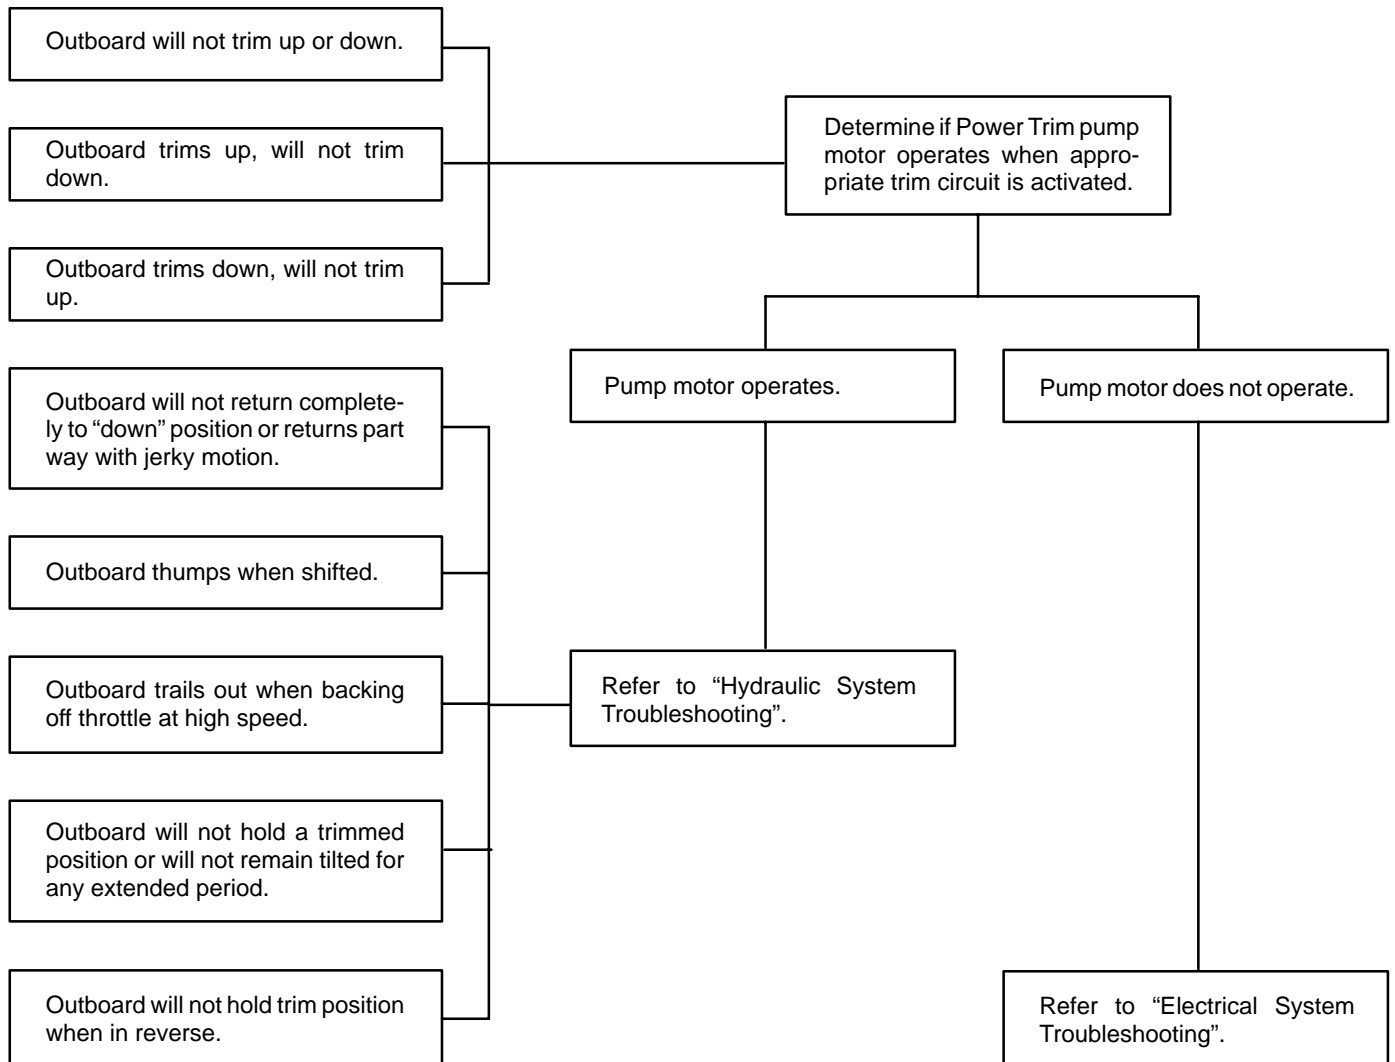 Outboard will not trim up or down.
Outboard trims up, will not trim
down.
Outboard trims down, will not trim
up.
Determine if Power Trim pump
motor operates when appro-
priate trim circuit is activated.
Pump motor operates.
Pump motor does not operate.
Outboard will not return complete-
ly to “down” position or returns part
way with jerky motion.
Outboard thumps when shifted.
Outboard trails out when backing
off throttle at high speed.
Outboard will not hold a trimmed
position or will not remain tilted for
any extended period.
Outboard will not hold trim position
when in reverse.
Refer to “Hydraulic System
Troubleshooting”.
Refer to “Electrical System
Troubleshooting”.